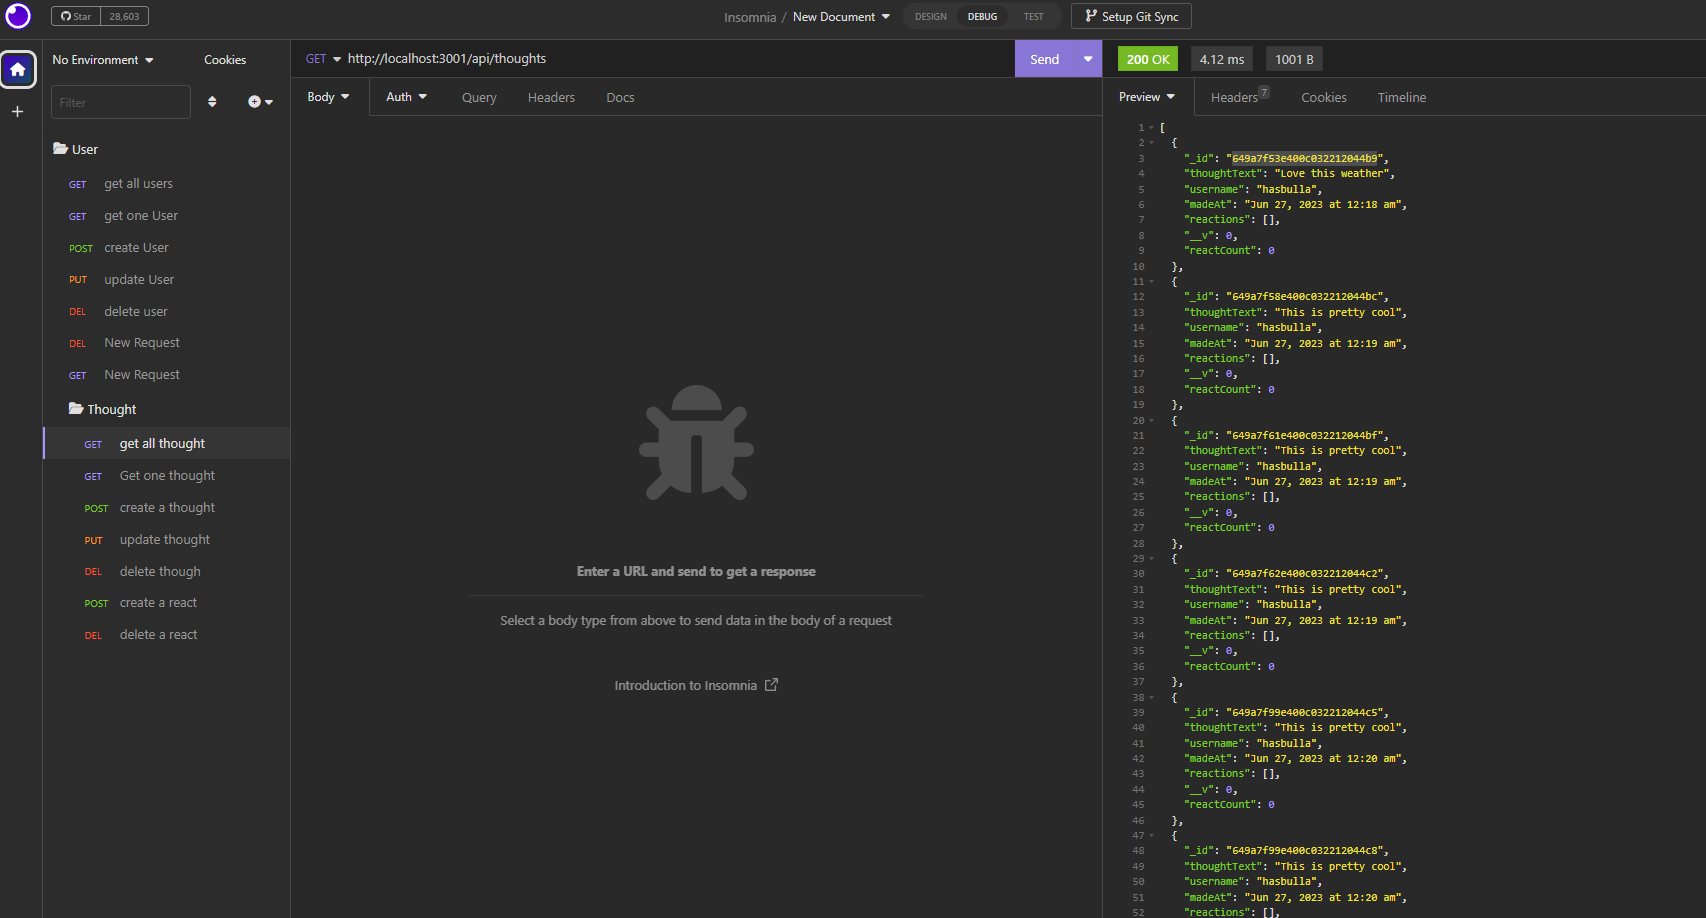 Star 28,603
Insomnia / New Document
DESIGN DEBUG TEST
Setup Git Sync
No Environment Cookies
Filter
User
GET get all users
GET get one User
POST create User
PUT update User
DEL delete user
DEL New Request
GET New Request
Thought
GET get all thought
GET Get one thought
POST create a thought
PUT update thought
DEL delete though
POST create a react
DEL delete a react
GET http://localhost:3001/api/thoughts
Send
Body Auth Query Headers Docs
Enter a URL and send to get a response
Select a body type from above to send data in the body of a request
Introduction to Insomnia
200 OK 4.12 ms 1001 B
Preview Headers 7 Cookies Timeline
1 [
2 {
3 "_id": "649a7f53e400c032212044b9",
4 "thoughtText": "Love this weather",
5 "username": "hasbulla",
6 "madeAt": "Jun 27, 2023 at 12:18 am",
7 "reactions": [],
8 "__v": 0,
9 "reactCount": 0
10 },
11 {
12 "_id": "649a7f58e400c032212044bc",
13 "thoughtText": "This is pretty cool",
14 "username": "hasbulla",
15 "madeAt": "Jun 27, 2023 at 12:19 am",
16 "reactions": [],
17 "__v": 0,
18 "reactCount": 0
19 },
20 {
21 "_id": "649a7f61e400c032212044bf",
22 "thoughtText": "This is pretty cool",
23 "username": "hasbulla",
24 "madeAt": "Jun 27, 2023 at 12:19 am",
25 "reactions": [],
26 "__v": 0,
27 "reactCount": 0
28 },
29 {
30 "_id": "649a7f62e400c032212044c2",
31 "thoughtText": "This is pretty cool",
32 "username": "hasbulla",
33 "madeAt": "Jun 27, 2023 at 12:19 am",
34 "reactions": [],
35 "__v": 0,
36 "reactCount": 0
37 },
38 {
39 "_id": "649a7f99e400c032212044c5",
40 "thoughtText": "This is pretty cool",
41 "username": "hasbulla",
42 "madeAt": "Jun 27, 2023 at 12:20 am",
43 "reactions": [],
44 "__v": 0,
45 "reactCount": 0
46 },
47 {
48 "_id": "649a7f99e400c032212044c8",
49 "thoughtText": "This is pretty cool",
50 "username": "hasbulla",
51 "madeAt": "Jun 27, 2023 at 12:20 am",
52 "reactions": [],